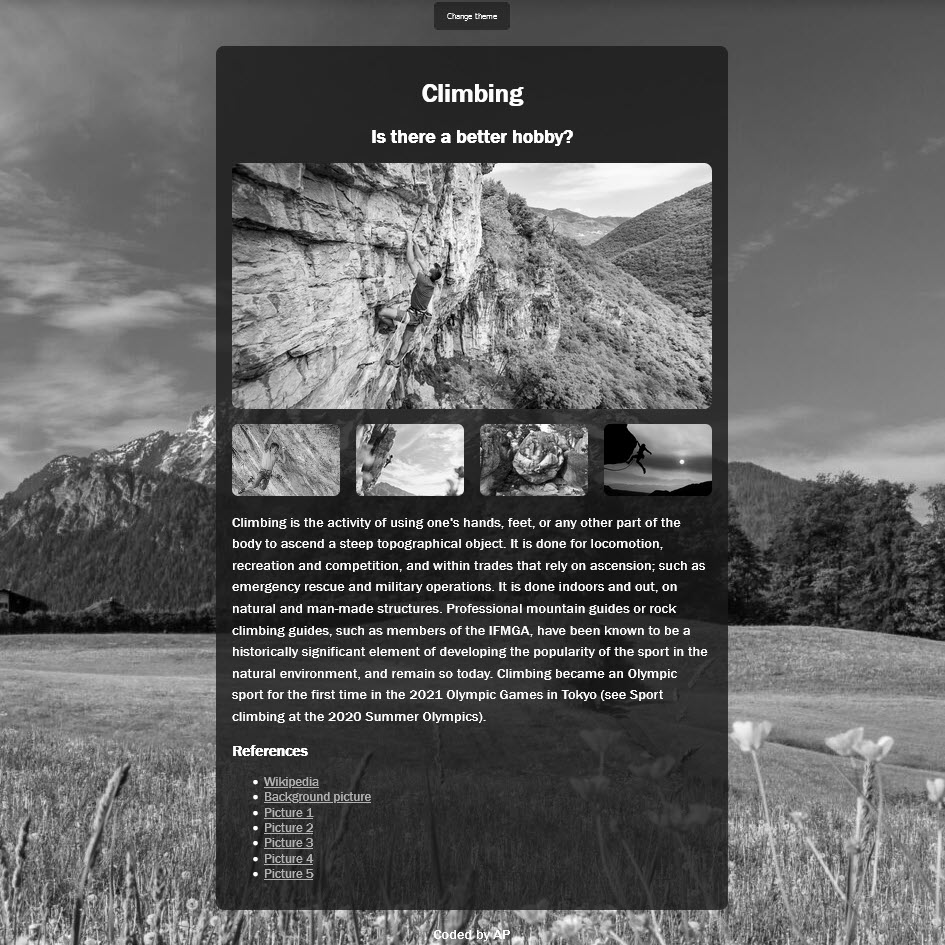 Change theme
Climbing
Is there a better hobby?
Climbing is the activity of using one's hands, feet, or any other part of the
body to ascend a steep topographical object. It is done for locomotion,
recreation and competition, and within trades that rely on ascension; such as
emergency rescue and military operations. It is done indoors and out, on
natural and man-made structures. Professional mountain guides or rock
climbing guides, such as members of the IFMGA, have been known to be a
historically significant element of developing the popularity of the sport in the
natural environment, and remain so today. Climbing became an Olympic
sport for the first time in the 2021 Olympic Games in Tokyo (see Sport
climbing at the 2020 Summer Olympics).
References
Wikipedia
Background picture
Picture 1
Picture 2
Picture 3
Picture 4
Picture 5
Coded by AP